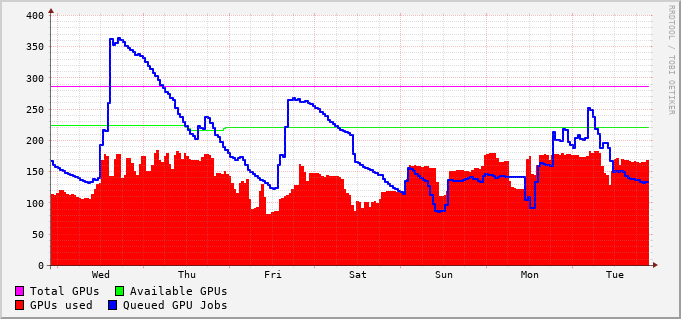 400
350
300
250
200
150
100
50
0
Wed Thu Fri Sat Sun Mon Tue
Total GPUs Available GPUs
GPUs used Queued GPU Jobs
RRDTOOL / TOBI OETIKER